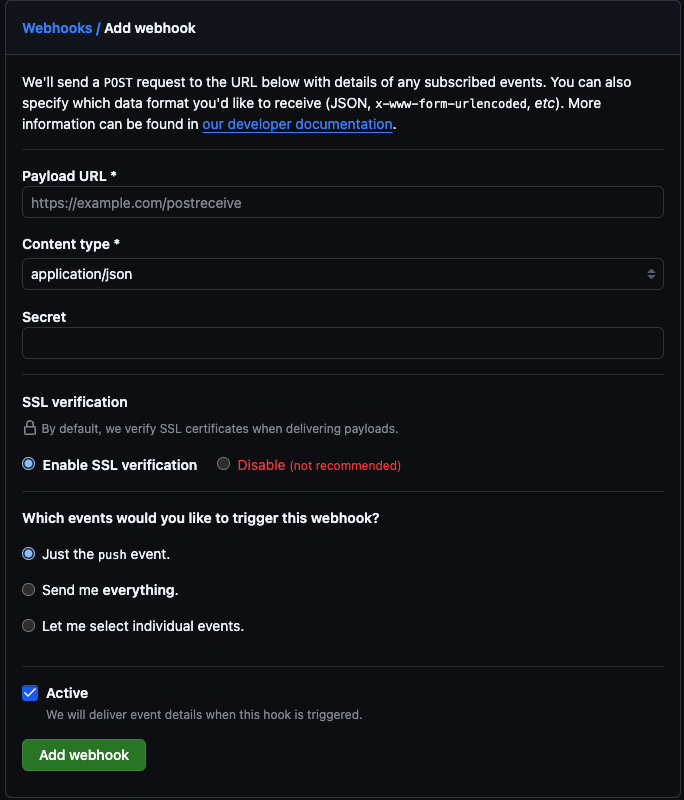 Webhooks / Add webhook
We'll send a POST request to the URL below with details of any subscribed events. You can also
specify which data format you'd like to receive (JSON, x-www-form-urlencoded, etc). More
information can be found in our developer documentation.
Payload URL *
https://example.com/postreceive
Content type *
application/json
Secret
SSL verification
By default, we verify SSL certificates when delivering payloads.
Enable SSL verification Disable (not recommended)
Which events would you like to trigger this webhook?
Just the push event.
Send me everything.
Let me select individual events.
Active
We will deliver event details when this hook is triggered.
Add webhook